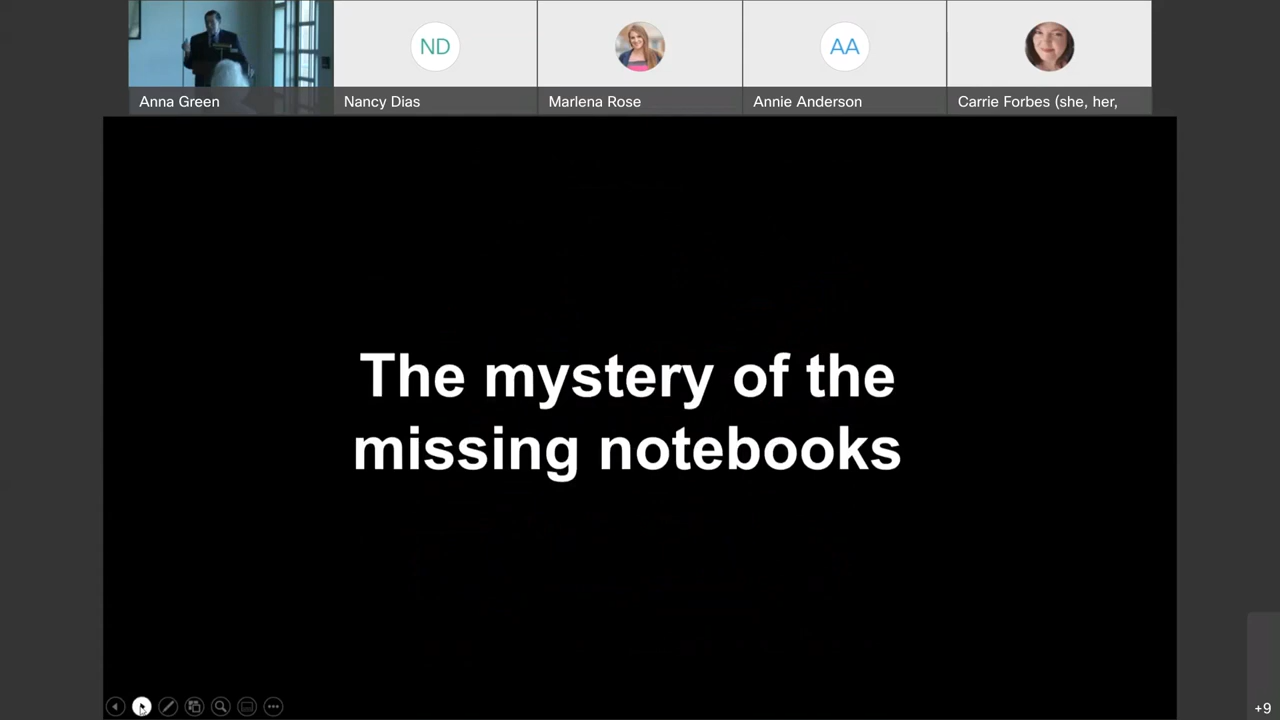 ND
AA
Anna Green
Nancy Dias
Marlena Rose
Annie Anderson
Carrie Forbes (she, her,
The mystery of the
missing notebooks
+9